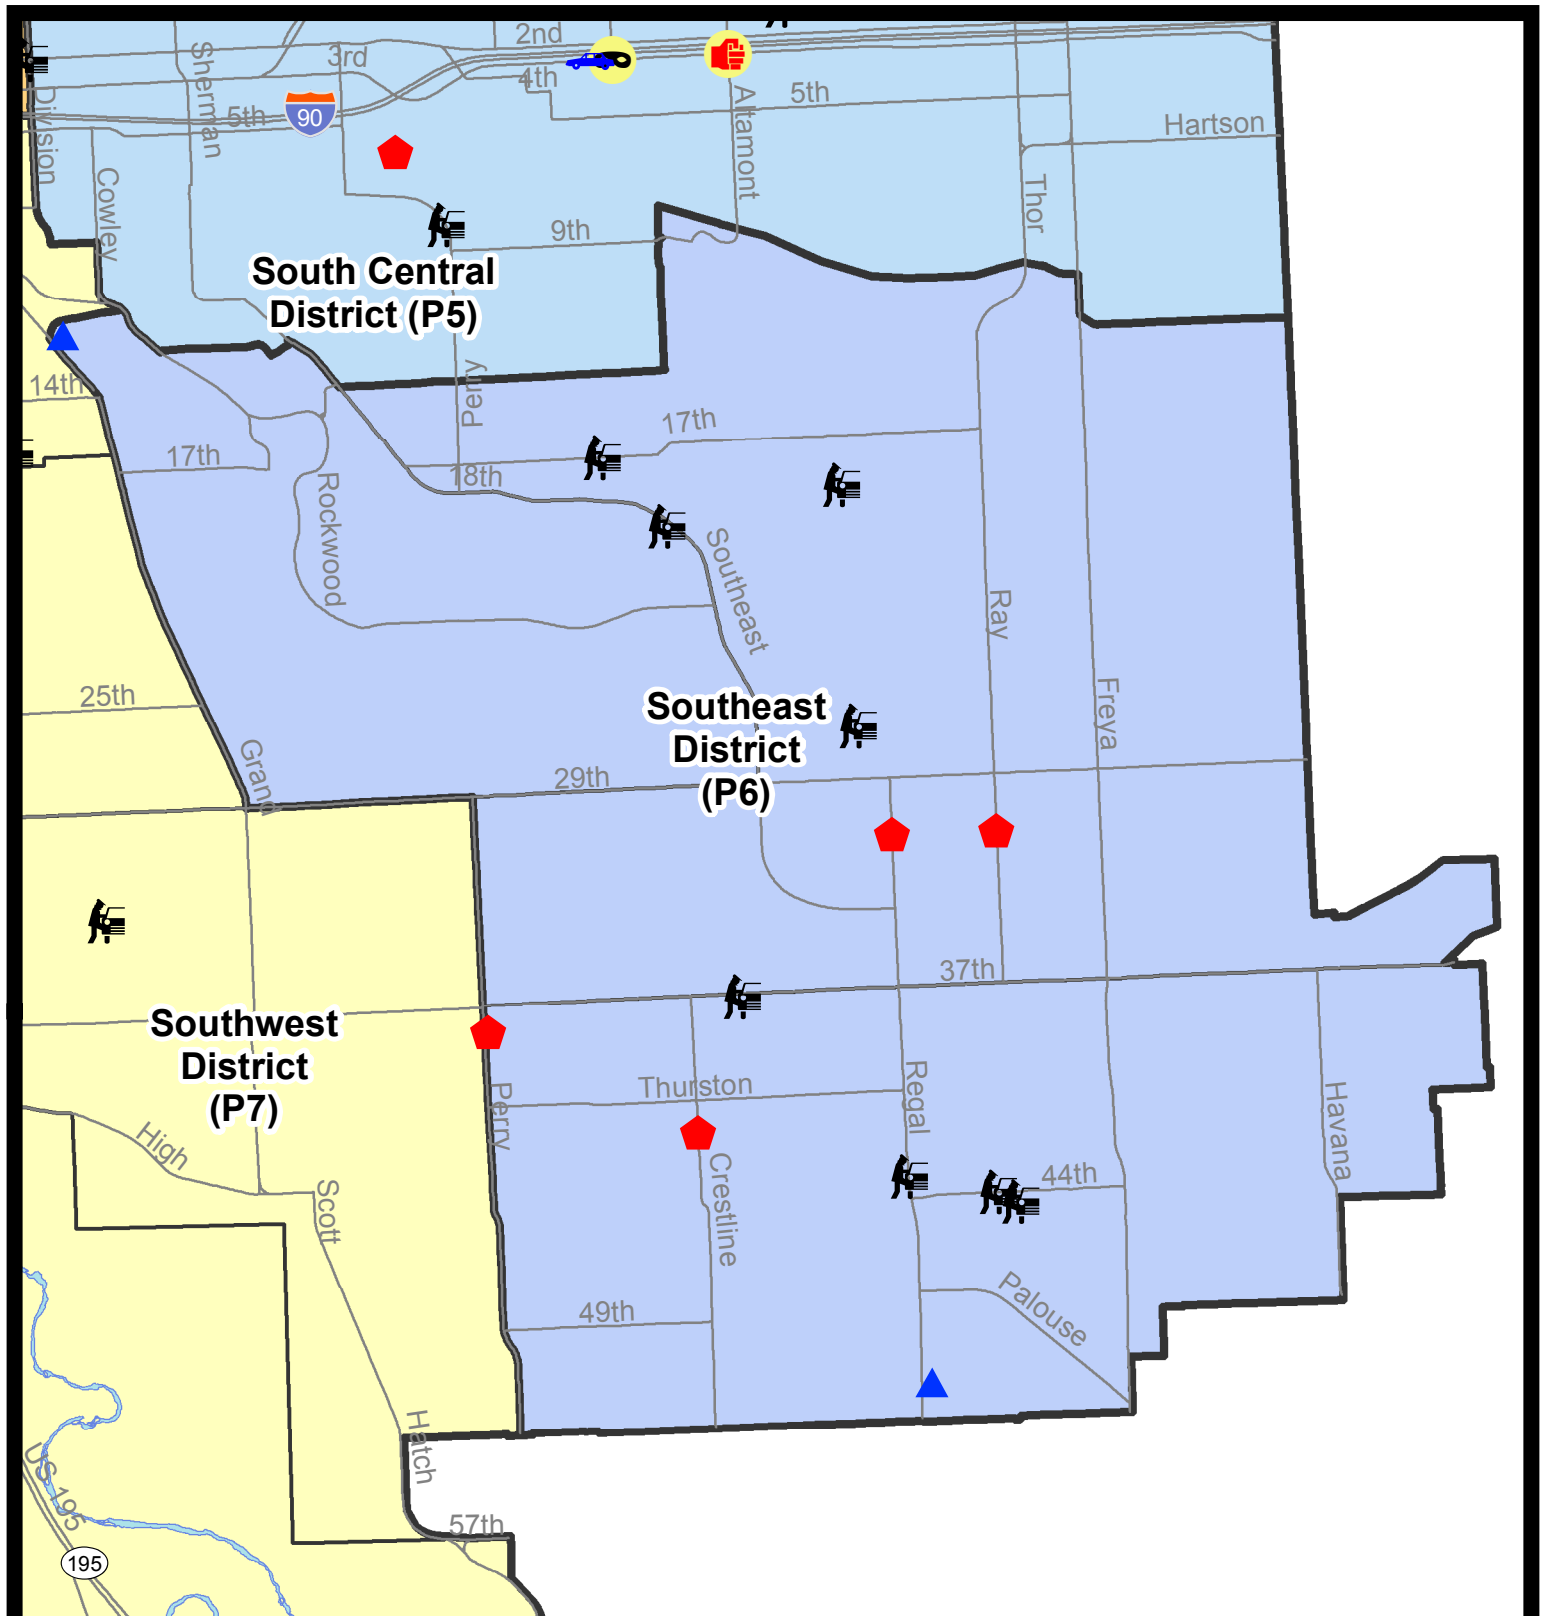 2nd
3rd
4th
5th
90
5th
Sherman
Division
Cowley
Altamont
Hartson
Thor
9th
South Central
District (P5)
Perry
14th
17th
17th
18th
Rockwood
Southeast
Ray
Freya
25th
Grand
29th
Southeast
District
(P6)
37th
Southwest
District
(P7)
Thurston
Perry
Regal
Havana
High
Scott
Crestline
44th
Palouse
49th
Hatch
US 195
195
57th